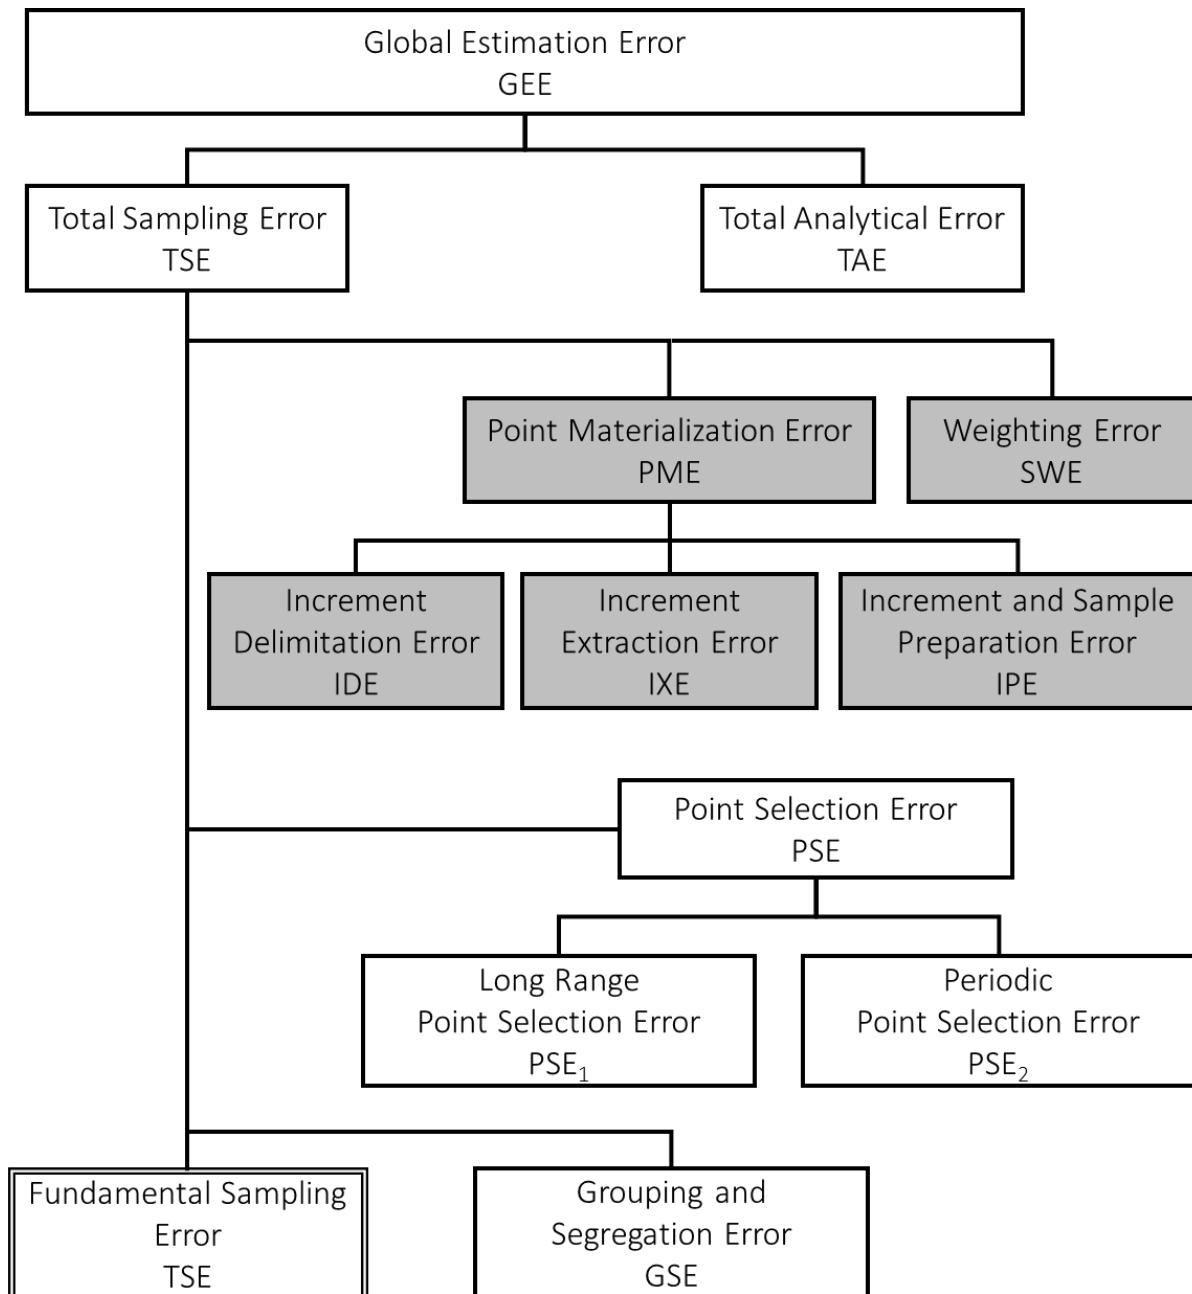 Global Estimation Error
GEE
Total Sampling Error
TSE
Total Analytical Error
TAE
Point Materialization Error
PME
Weighting Error
SWE
Increment
Delimitation Error
IDE
Increment
Extraction Error
IXE
Increment and Sample
Preparation Error
IPE
Point Selection Error
PSE
Long Range
Point Selection Error
PSE₁
Periodic
Point Selection Error
PSE₂
Fundamental Sampling
Error
TSE
Grouping and
Segregation Error
GSE